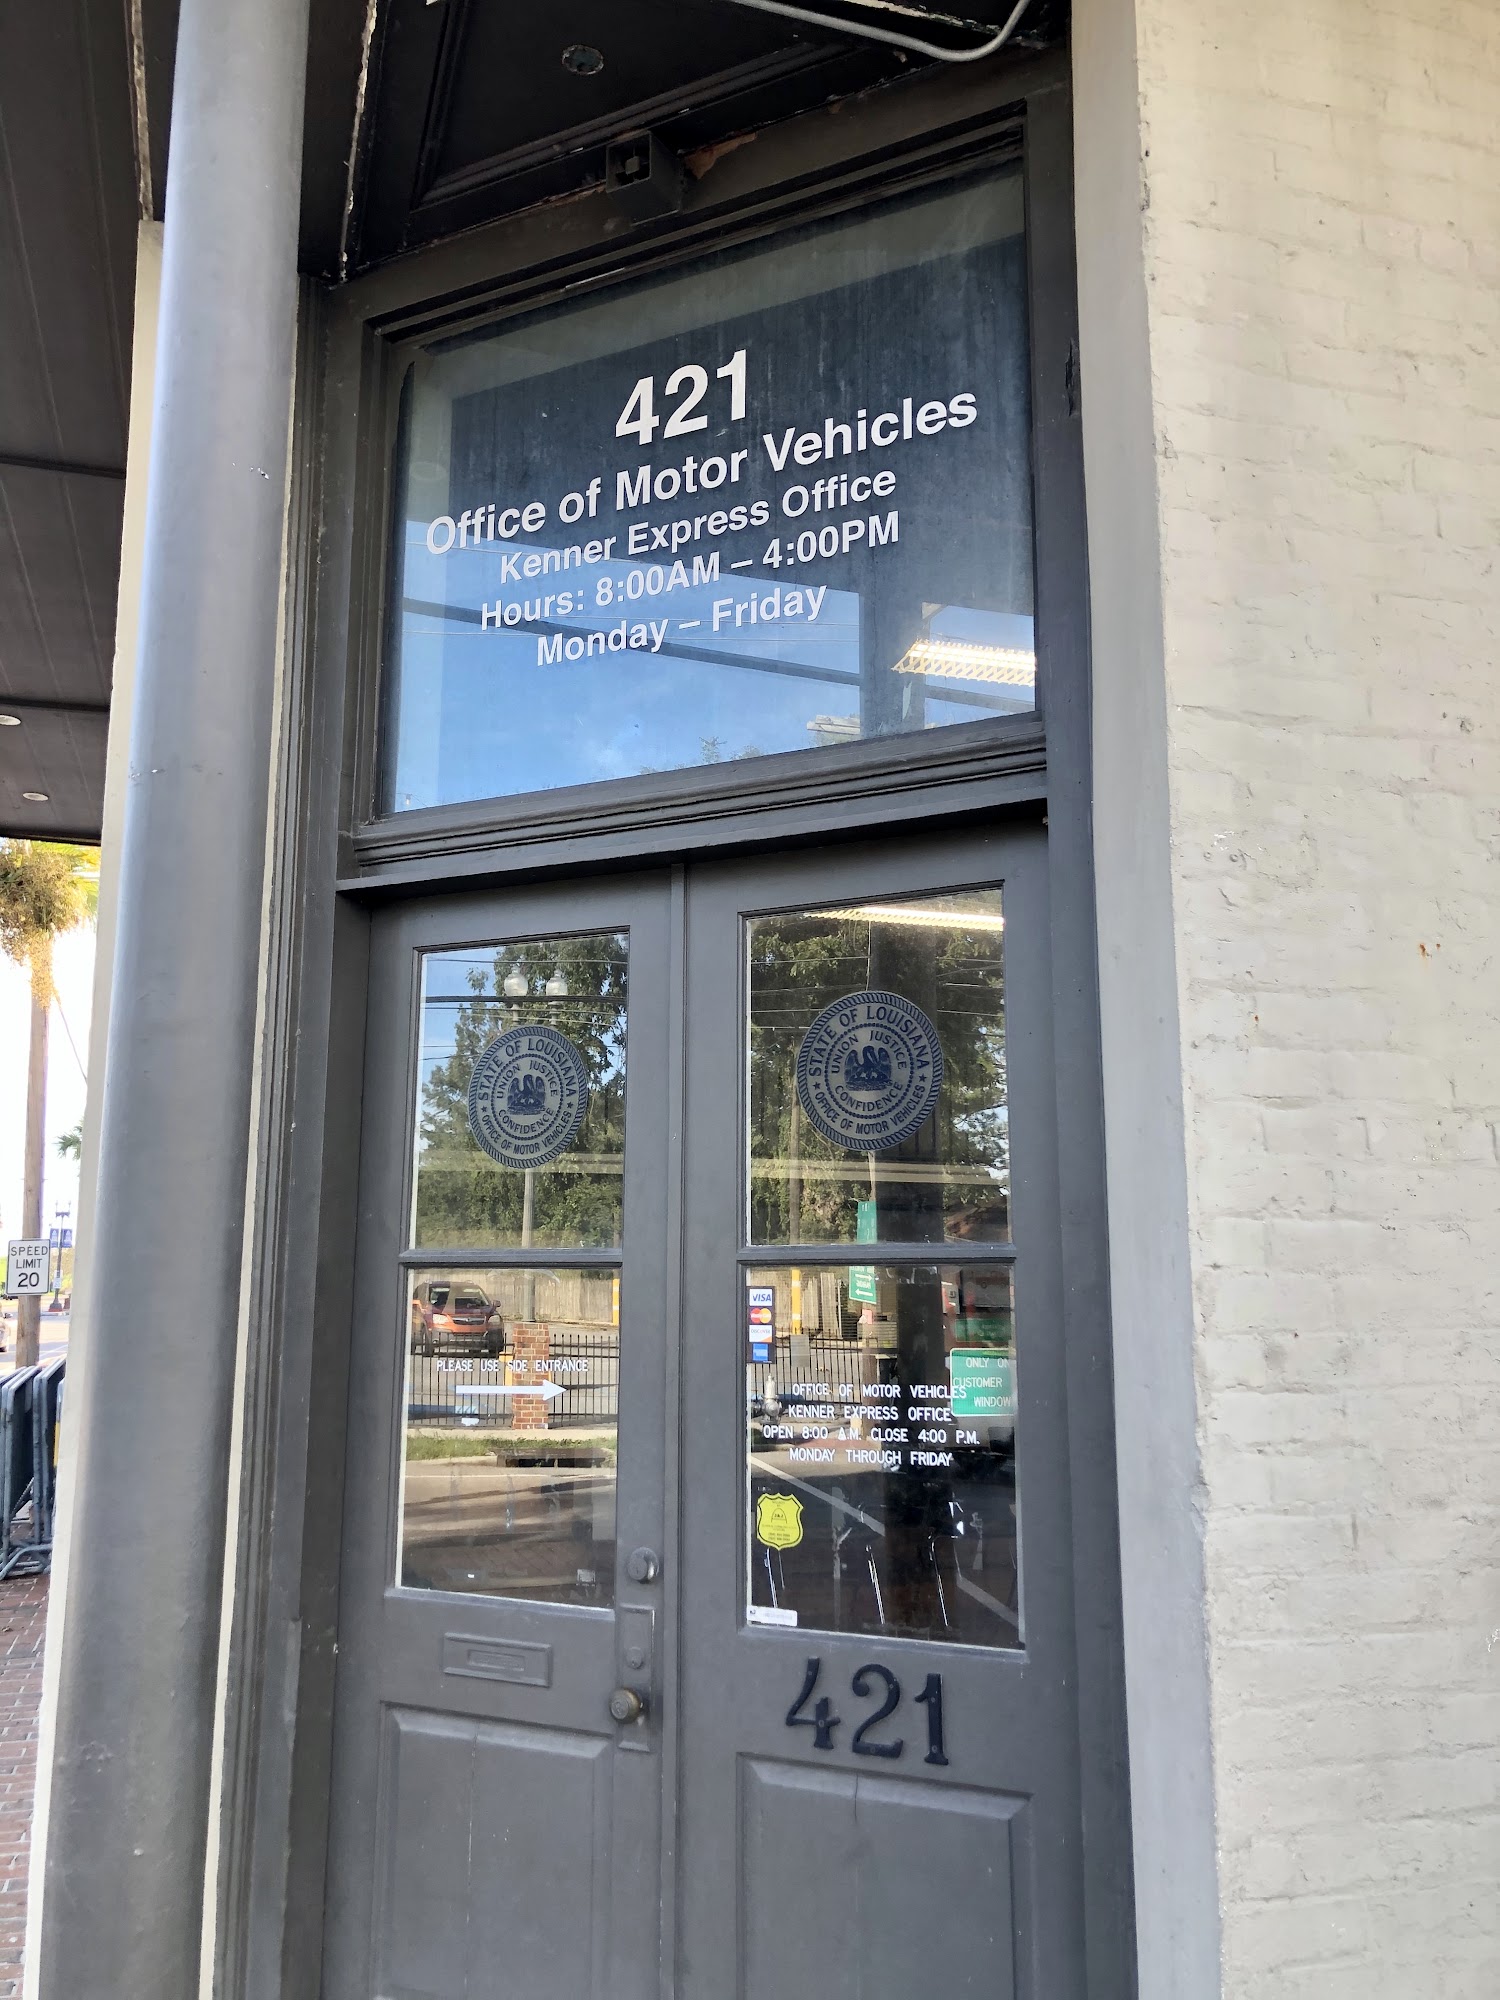 421
Office of Motor Vehicles
Kenner Express Office
Hours: 8:00AM – 4:00PM
Monday – Friday
STATE OF LOUISIANA
UNION JUSTICE
CONFIDENCE
★ OFFICE OF MOTOR VEHICLES ★
STATE OF LOUISIANA
UNION JUSTICE
CONFIDENCE
★ OFFICE OF MOTOR VEHICLES ★
SPEED
LIMIT
20
PLEASE USE SIDE ENTRANCE
VISA
DISCOVER
ONLY ON
CUSTOMER
WINDOW
OFFICE OF MOTOR VEHICLES
KENNER EXPRESS OFFICE
OPEN 8:00 A.M. CLOSE 4:00 P.M.
MONDAY THROUGH FRIDAY
421